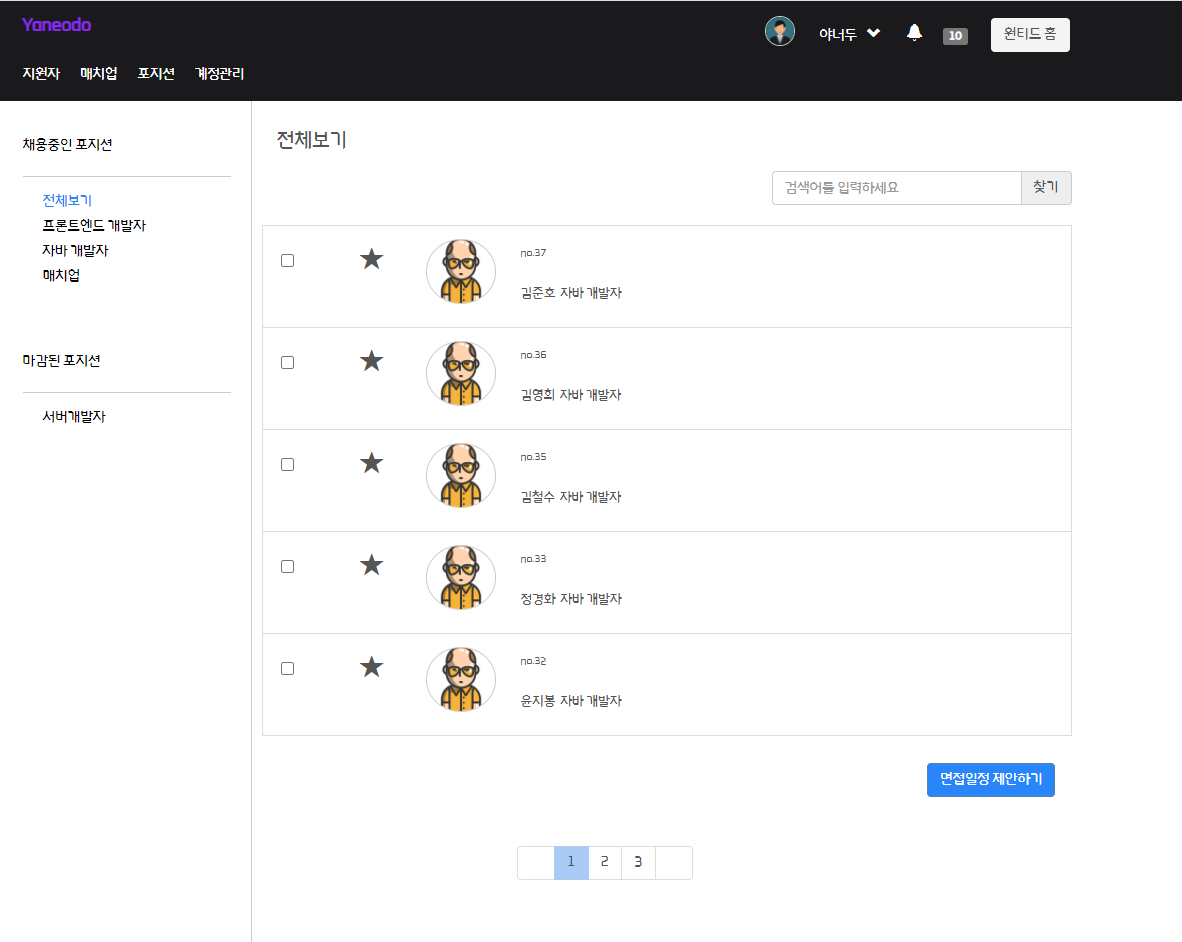 Yaneodo
야너두
10
원티드 홈
지원자 매치업 포지션 계정관리
채용중인 포지션
전체보기
프론트엔드 개발자
자바 개발자
매치업
마감된 포지션
서버개발자
전체보기
검색어를 입력하세요 찾기
no.37
김준호 자바 개발자
no.36
김영희 자바 개발자
no.35
김철수 자바 개발자
no.33
정경화 자바 개발자
no.32
윤지봉 자바 개발자
면접일정 제안하기
1 2 3